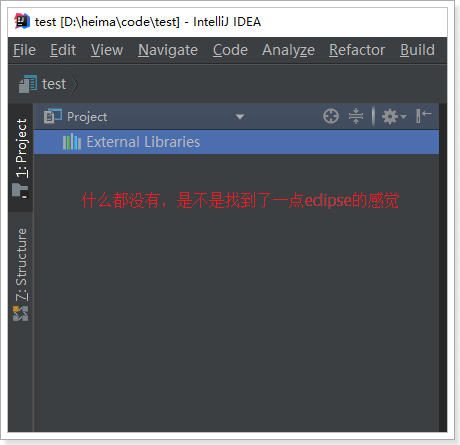 test [D:\heima\code\test] - IntelliJ IDEA
File Edit View Navigate Code Analyze Refactor Build
test
1: Project
Project
External Libraries
什么都没有，是不是找到了一点edipse的感觉
7: Structure